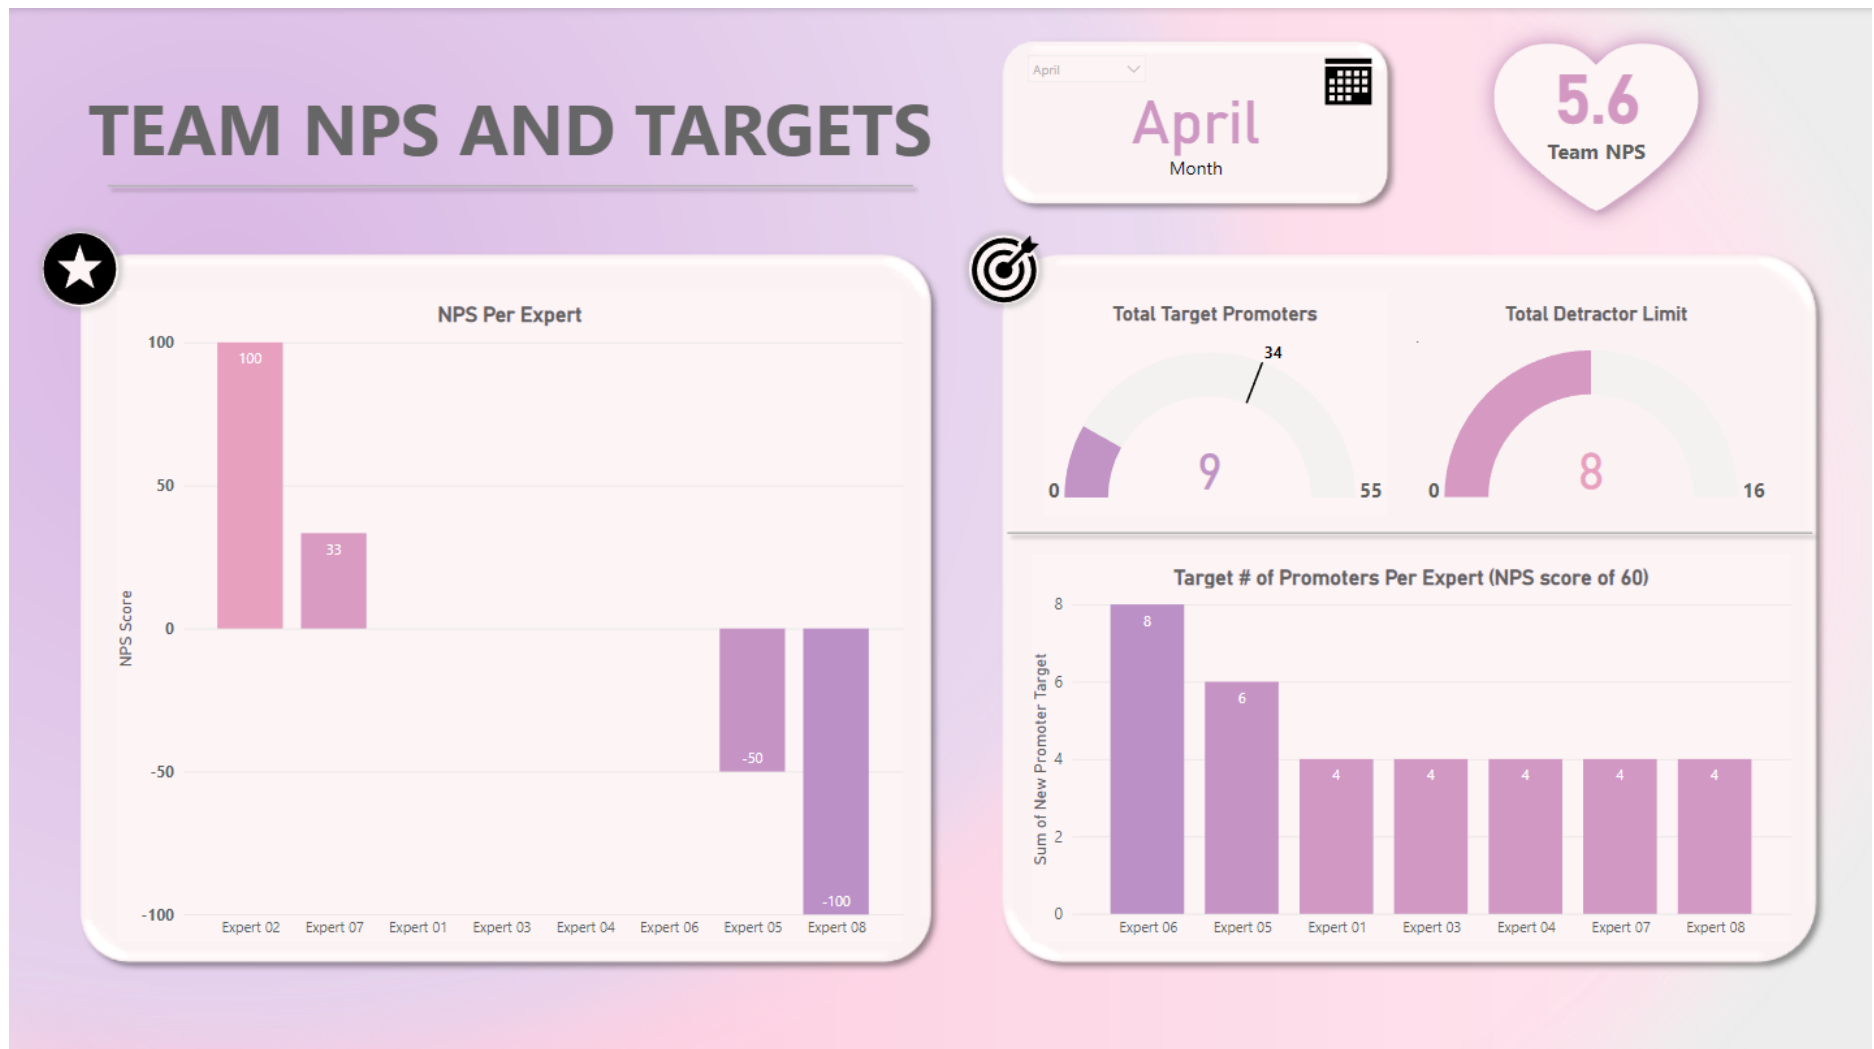 TEAM NPS AND TARGETS
April
April
Month
5.6
Team NPS
NPS Per Expert
NPS Score
100
50
0
-50
-100
100
33
-50
-100
Expert 02 Expert 07 Expert 01 Expert 03 Expert 04 Expert 06 Expert 05 Expert 08
Total Target Promoters
34
9
0
55
Total Detractor Limit
8
0
16
Target # of Promoters Per Expert (NPS score of 60)
Sum of New Promoter Target
8
6
4
2
0
8
6
4
4
4
4
4
Expert 06 Expert 05 Expert 01 Expert 03 Expert 04 Expert 07 Expert 08